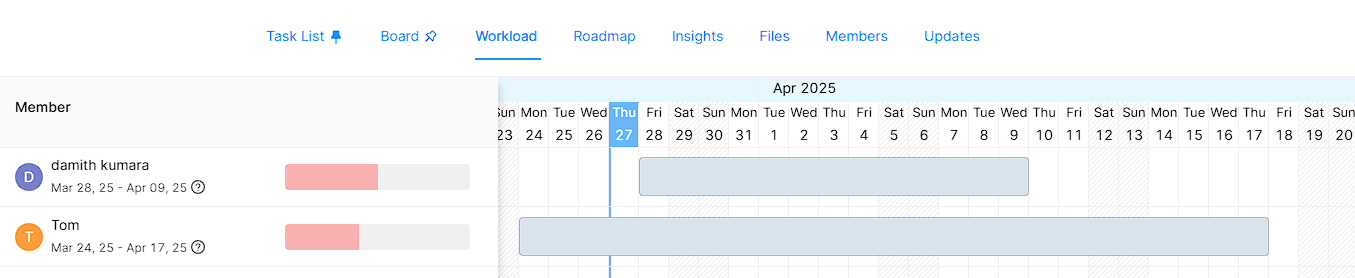 Task List Board Workload Roadmap Insights Files Members Updates
Member
Apr 2025
Sun Mon Tue Wed Thu Fri Sat Sun Mon Tue Wed Thu Fri Sat Sun Mon Tue Wed Thu Fri Sat Sun Mon Tue Wed Thu Fri Sat Sun
23 24 25 26 27 28 29 30 31 1 2 3 4 5 6 7 8 9 10 11 12 13 14 15 16 17 18 19 20
D
damith kumara
Mar 28, 25 - Apr 09, 25 ?
T
Tom
Mar 24, 25 - Apr 17, 25 ?